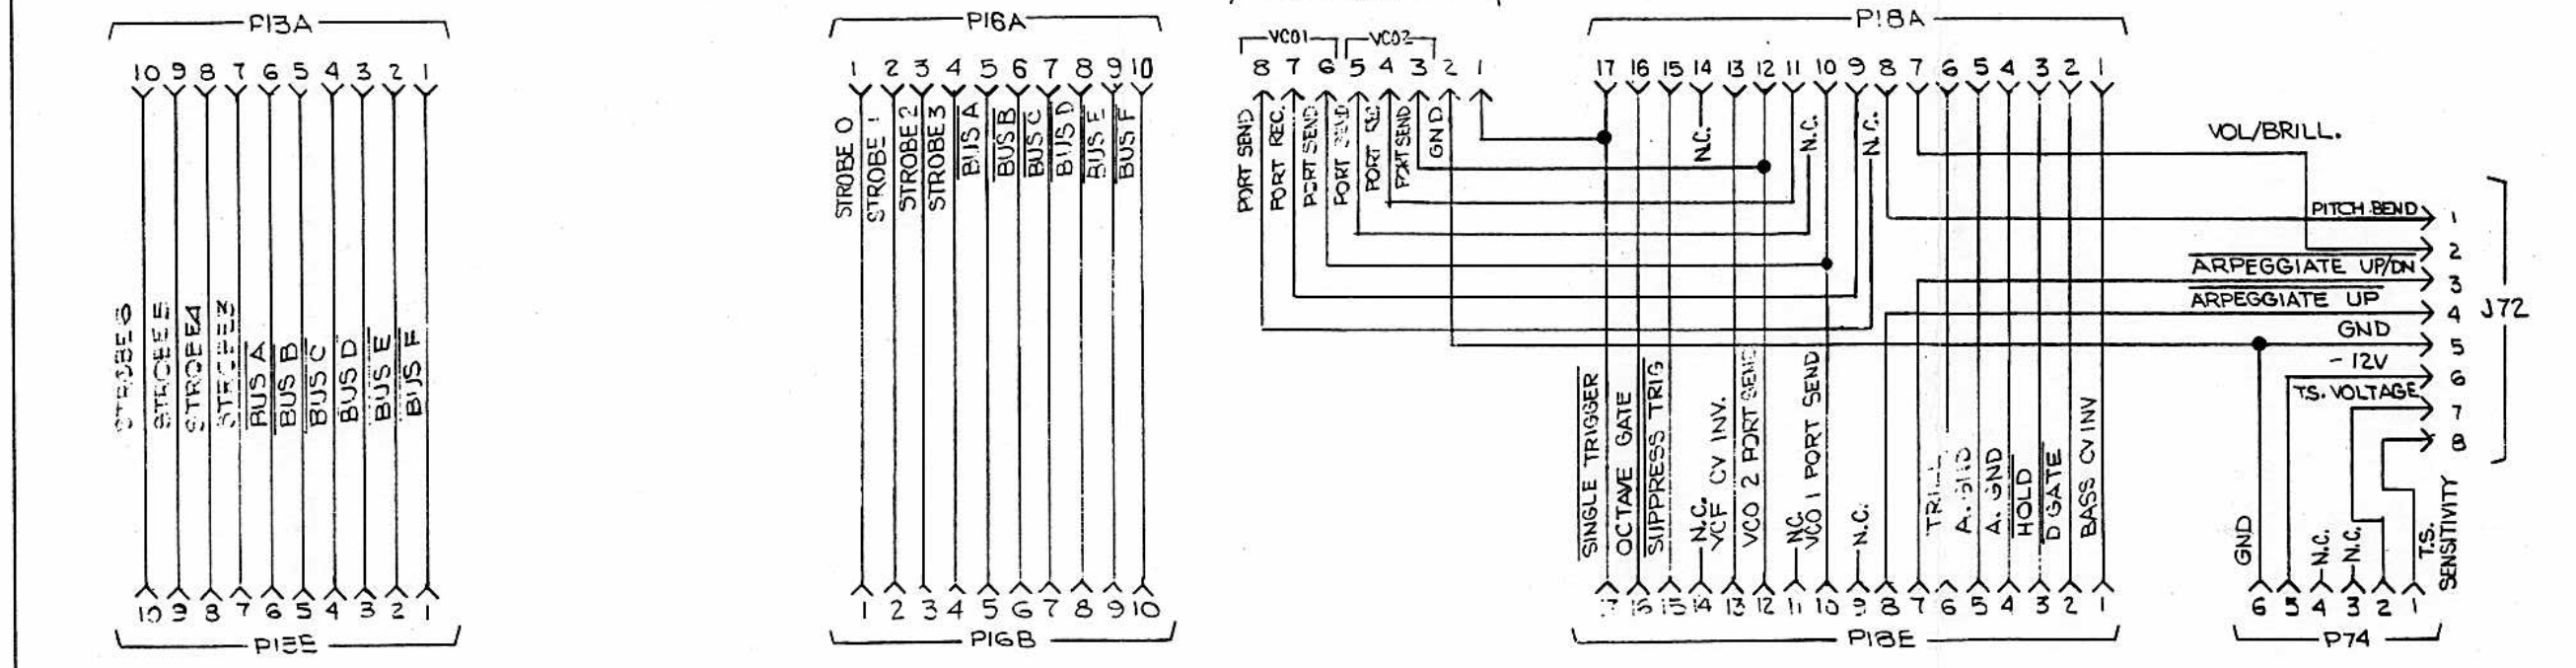 P13A
10 9 8 7 6 5 4 3 2 1
STROBE 5
STROBE 4
STROBE 3
BUS A
BUS B
BUS C
BUS D
BUS E
BUS F
10 9 8 7 6 5 4 3 2 1
P16A
1 2 3 4 5 6 7 8 9 10
STROBE 0
STROBE 1
STROBE 2
STROBE 3
BUS A
BUS B
BUS C
BUS D
BUS E
BUS F
1 2 3 4 5 6 7 8 9 10
P16B
VCO1 VCO2
8 7 6 5 4 3 2 1
PORT SEND
PORT REC.
PORT SEND
PORT SEND
PORT REC
PORT SEND
GND
P18A
17 16 15 14 13 12 11 10 9 8 7 6 5 4 3 2 1
N.C.
N.C.
N.C.
SINGLE TRIGGER
OCTAVE GATE
SUPPRESS TRIG
N.C.
VCF CV INV.
VCO 2 PORT SEND
N.C.
VCO 1 PORT SEND
N.C.
TRILL
A. GND
A. GND
HOLD
D GATE
BASS CV INV
17 16 15 14 13 12 11 10 9 8 7 6 5 4 3 2 1
VOL/BRILL.
PITCH BEND 1
2
ARPEGGIATE UP/DN
3
ARPEGGIATE UP
4
J72
GND
5
-12V
6
T.S. VOLTAGE
7
8
GND
N.C.
N.C.
T.S.
SENSITIVITY
6 5 4 3 2 1
P74